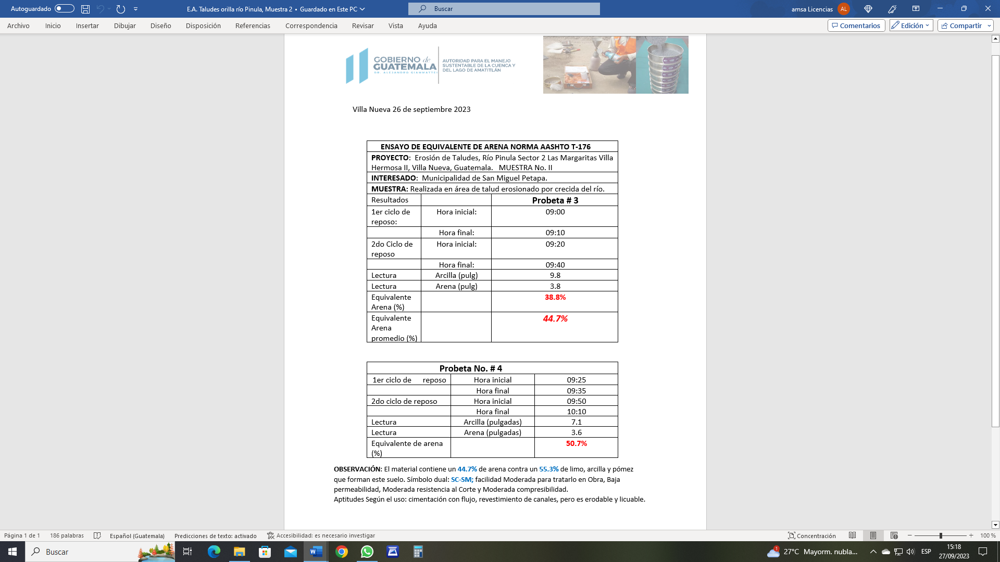 Autoguardado
E.A. Taludes orilla río Pinula, Muestra 2 • Guardado en Este PC
Buscar
amsa Licencias
AL
Archivo Inicio Insertar Dibujar Diseño Disposición Referencias Correspondencia Revisar Vista Ayuda
Comentarios
Edición
Compartir
GOBIERNO de
GUATEMALA
DR. ALEJANDRO GIAMMATTEI
AUTORIDAD PARA EL MANEJO
SUSTENTABLE DE LA CUENCA Y
DEL LAGO DE AMATITLÁN
Villa Nueva 26 de septiembre 2023
ENSAYO DE EQUIVALENTE DE ARENA NORMA AASHTO T-176
PROYECTO: Erosión de Taludes, Río Pinula Sector 2 Las Margaritas Villa
Hermosa II, Villa Nueva, Guatemala. MUESTRA No. II
INTERESADO: Municipalidad de San Miguel Petapa.
MUESTRA: Realizada en área de talud erosionado por crecida del río.
Resultados Probeta # 3
1er ciclo de Hora inicial: 09:00
reposo:
Hora final: 09:10
2do Ciclo de Hora inicial: 09:20
reposo
Hora final: 09:40
Lectura Arcilla (pulg) 9.8
Lectura Arena (pulg) 3.8
Equivalente 38.8%
Arena (%)
Equivalente 44.7%
Arena
promedio (%)
Probeta No. # 4
1er ciclo de reposo Hora inicial 09:25
Hora final 09:35
2do ciclo de reposo Hora inicial 09:50
Hora final 10:10
Lectura Arcilla (pulgadas) 7.1
Lectura Arena (pulgadas) 3.6
Equivalente de arena 50.7%
(%)
OBSERVACIÓN: El material contiene un 44.7% de arena contra un 55.3% de limo, arcilla y pómez
que forman este suelo. Símbolo dual: SC-SM; facilidad Moderada para tratarlo en Obra, Baja
permeabilidad, Moderada resistencia al Corte y Moderada compresibilidad.
Aptitudes Según el uso: cimentación con flujo, revestimiento de canales, pero es erodable y licuable.
Página 1 de 1 186 palabras Español (Guatemala) Predicciones de texto: activado Accesibilidad: es necesario investigar
Concentración
100 %
Buscar
1
27°C Mayorm. nubla...
ESP
15:18
27/09/2023